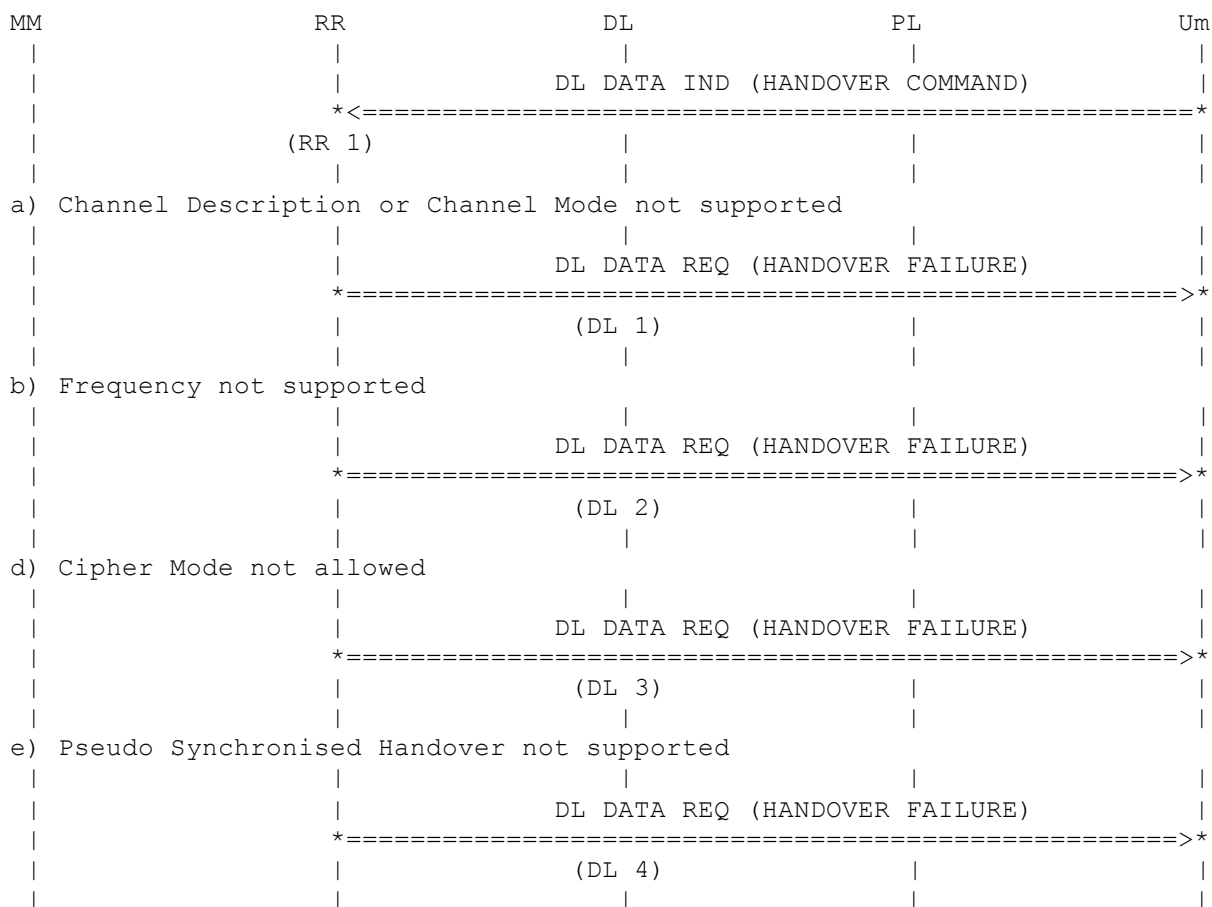 MM RR DL PL Um
| | | | |
| | DL DATA IND (HANDOVER COMMAND) |
| *<====================================================*
| (RR 1) | | |
| | | | |
a) Channel Description or Channel Mode not supported
| | | | |
| | DL DATA REQ (HANDOVER FAILURE) |
| *====================================================>*
| | (DL 1) | |
| | | | |
b) Frequency not supported
| | | | |
| | DL DATA REQ (HANDOVER FAILURE) |
| *====================================================>*
| | (DL 2) | |
| | | | |
d) Cipher Mode not allowed
| | | | |
| | DL DATA REQ (HANDOVER FAILURE) |
| *====================================================>*
| | (DL 3) | |
| | | | |
e) Pseudo Synchronised Handover not supported
| | | | |
| | DL DATA REQ (HANDOVER FAILURE) |
| *====================================================>*
| | (DL 4) | |
| | | | |